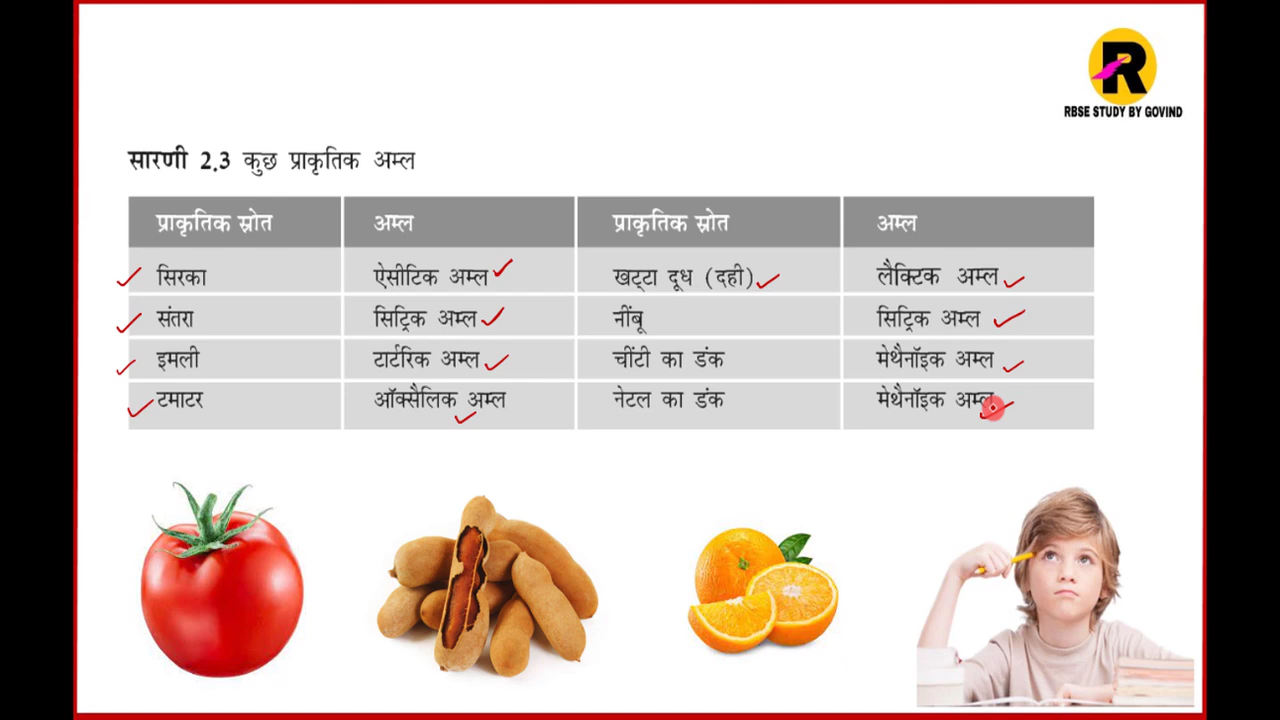 R
RBSE STUDY BY GOVIND
सारणी 2.3 कुछ प्राकृतिक अम्ल
प्राकृतिक स्रोत अम्ल प्राकृतिक स्रोत अम्ल
सिरका ऐसीटिक अम्ल खट्टा दूध (दही) लैक्टिक अम्ल
संतरा सिट्रिक अम्ल नींबू सिट्रिक अम्ल
इमली टार्टरिक अम्ल चींटी का डंक मेथैनॉइक अम्ल
टमाटर ऑक्सैलिक अम्ल नेटल का डंक मेथैनॉइक अम्ल